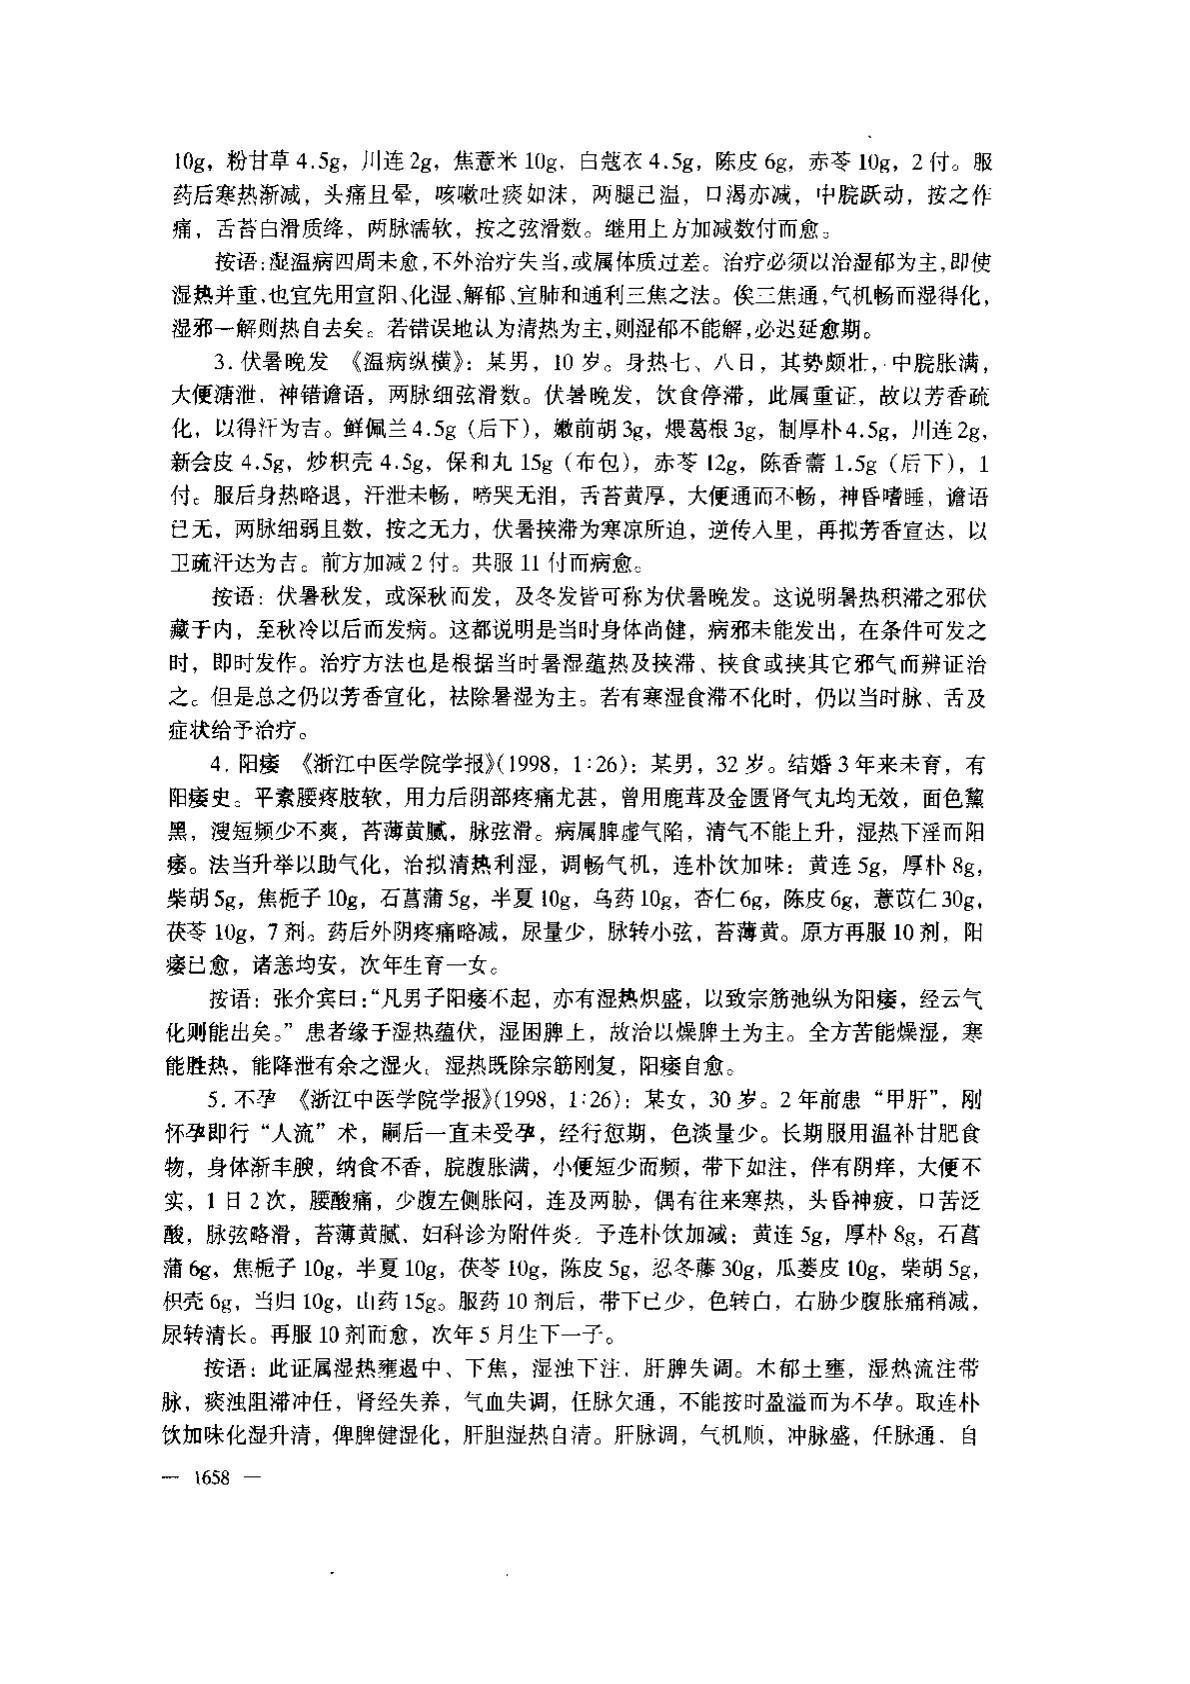 10g，粉甘草 4.5g，川连 2g，焦薏米 10g，白蔻衣 4.5g，陈皮 6g，赤苓 10g，2 付。服
药后寒热渐减，头痛且晕，咳嗽吐痰如沫，两腿已温，口渴亦减，中脘跃动，按之作
痛，舌苔白滑质绛，两脉濡软，按之弦滑数。继用上方加减数付而愈。
按语：湿温病四周未愈，不外治疗失当，或属体质过差。治疗必须以治湿郁为主，即使
湿热并重，也宜先用宣阳、化湿、解郁、宣肺和通利三焦之法。俟三焦通，气机畅而湿得化，
湿邪一解则热自去矣。若错误地认为清热为主，则湿郁不能解，必迟延愈期。
3. 伏暑晚发 《温病纵横》：某男，10 岁。身热七、八日，其势颇壮，中脘胀满，
大便溏泄，神错谵语，两脉细弦滑数。伏暑晚发，饮食停滞，此属重证，故以芳香疏
化，以得汗为吉。鲜佩兰 4.5g（后下），嫩前胡 3g，煨葛根 3g，制厚朴 4.5g，川连 2g，
新会皮 4.5g，炒枳壳 4.5g，保和丸 15g（布包），赤苓 12g，陈香薷 1.5g（后下），1
付。服后身热略退，汗泄未畅，啼哭无泪，舌苔黄厚，大便通而不畅，神昏嗜睡，谵语
已无，两脉细弱且数，按之无力，伏暑挟滞为寒凉所迫，逆传入里，再拟芳香宣达，以
卫疏汗达为吉。前方加减 2 付。共服 11 付而病愈。
按语：伏暑秋发，或深秋而发，及冬发皆可称为伏暑晚发。这说明暑热积滞之邪伏
藏于内，至秋冷以后而发病。这都说明是当时身体尚健，病邪未能发出，在条件可发之
时，即时发作。治疗方法也是根据当时暑湿蕴热及挟滞、挟食或挟其它邪气而辨证治
之。但是总之仍以芳香宣化，祛除暑湿为主。若有寒湿食滞不化时，仍以当时脉、舌及
症状给予治疗。
4. 阳痿 《浙江中医学院学报》(1998，1:26)：某男，32 岁。结婚 3 年来未育，有
阳痿史。平素腰疼肢软，用力后阴部疼痛尤甚，曾用鹿茸及金匮肾气丸均无效，面色黧
黑，溲短频少不爽，苔薄黄腻，脉弦滑。病属脾虚气陷，清气不能上升，湿热下淫而阳
痿。法当升举以助气化，治拟清热利湿，调畅气机，连朴饮加味：黄连 5g，厚朴 8g，
柴胡 5g，焦栀子 10g，石菖蒲 5g，半夏 10g，乌药 10g，杏仁 6g，陈皮 6g，薏苡仁 30g，
茯苓 10g，7 剂。药后外阴疼痛略减，尿量少，脉转小弦，苔薄黄。原方再服 10 剂，阳
痿已愈，诸恙均安，次年生育一女。
按语：张介宾曰：“凡男子阳痿不起，亦有湿热炽盛，以致宗筋弛纵为阳痿，经云气
化则能出矣。” 患者缘于湿热蕴伏，湿困脾上，故治以燥脾土为主。全方苦能燥湿，寒
能胜热，能降泄有余之湿火，湿热既除宗筋刚复，阳痿自愈。
5. 不孕 《浙江中医学院学报》(1998，1:26)：某女，30 岁。2 年前患 “甲肝”，刚
怀孕即行 “人流” 术，嗣后一直未受孕，经行愆期，色淡量少。长期服用温补甘肥食
物，身体渐丰腴，纳食不香，脘腹胀满，小便短少而频，带下如注，伴有阴痒，大便不
实，1 日 2 次，腰酸痛，少腹左侧胀闷，连及两胁，偶有往来寒热，头昏神疲，口苦泛
酸，脉弦略滑，苔薄黄腻，妇科诊为附件炎。予连朴饮加减：黄连 5g，厚朴 8g，石菖
蒲 6g，焦栀子 10g，半夏 10g，茯苓 10g，陈皮 5g，忍冬藤 30g，瓜蒌皮 10g，柴胡 5g，
枳壳 6g，当归 10g，山药 15g。服药 10 剂后，带下已少，色转白，右胁少腹胀痛稍减，
尿转清长。再服 10 剂而愈，次年 5 月生下一子。
按语：此证属湿热壅遏中、下焦，湿浊下注，肝脾失调。木郁土壅，湿热流注带
脉，痰浊阻滞冲任，肾经失养，气血失调，任脉欠通，不能按时盈溢而为不孕。取连朴
饮加味化湿升清，俾脾健湿化，肝胆湿热自清。肝脉调，气机顺，冲脉盛，任脉通，自
— 1658 —